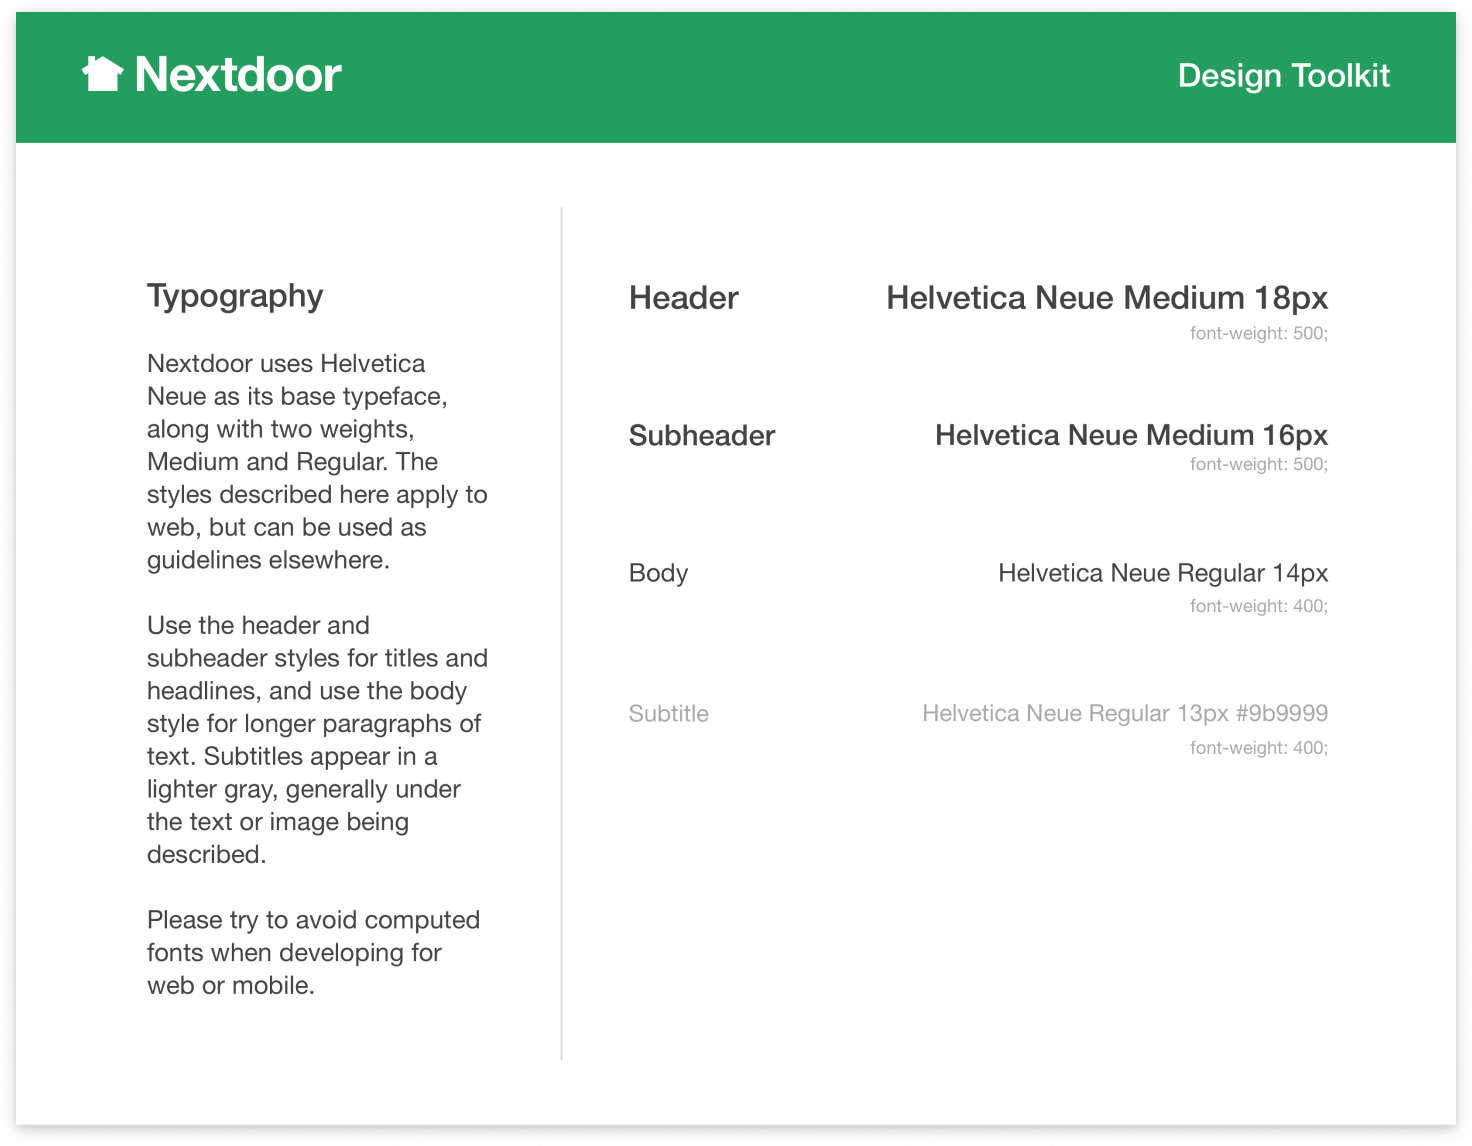 Nextdoor
Design Toolkit
Typography
Nextdoor uses Helvetica
Neue as its base typeface,
along with two weights,
Medium and Regular. The
styles described here apply to
web, but can be used as
guidelines elsewhere.
Use the header and
subheader styles for titles and
headlines, and use the body
style for longer paragraphs of
text. Subtitles appear in a
lighter gray, generally under
the text or image being
described.
Please try to avoid computed
fonts when developing for
web or mobile.
Header
Helvetica Neue Medium 18px
font-weight: 500;
Subheader
Helvetica Neue Medium 16px
font-weight: 500;
Body
Helvetica Neue Regular 14px
font-weight: 400;
Subtitle
Helvetica Neue Regular 13px #9b9999
font-weight: 400;